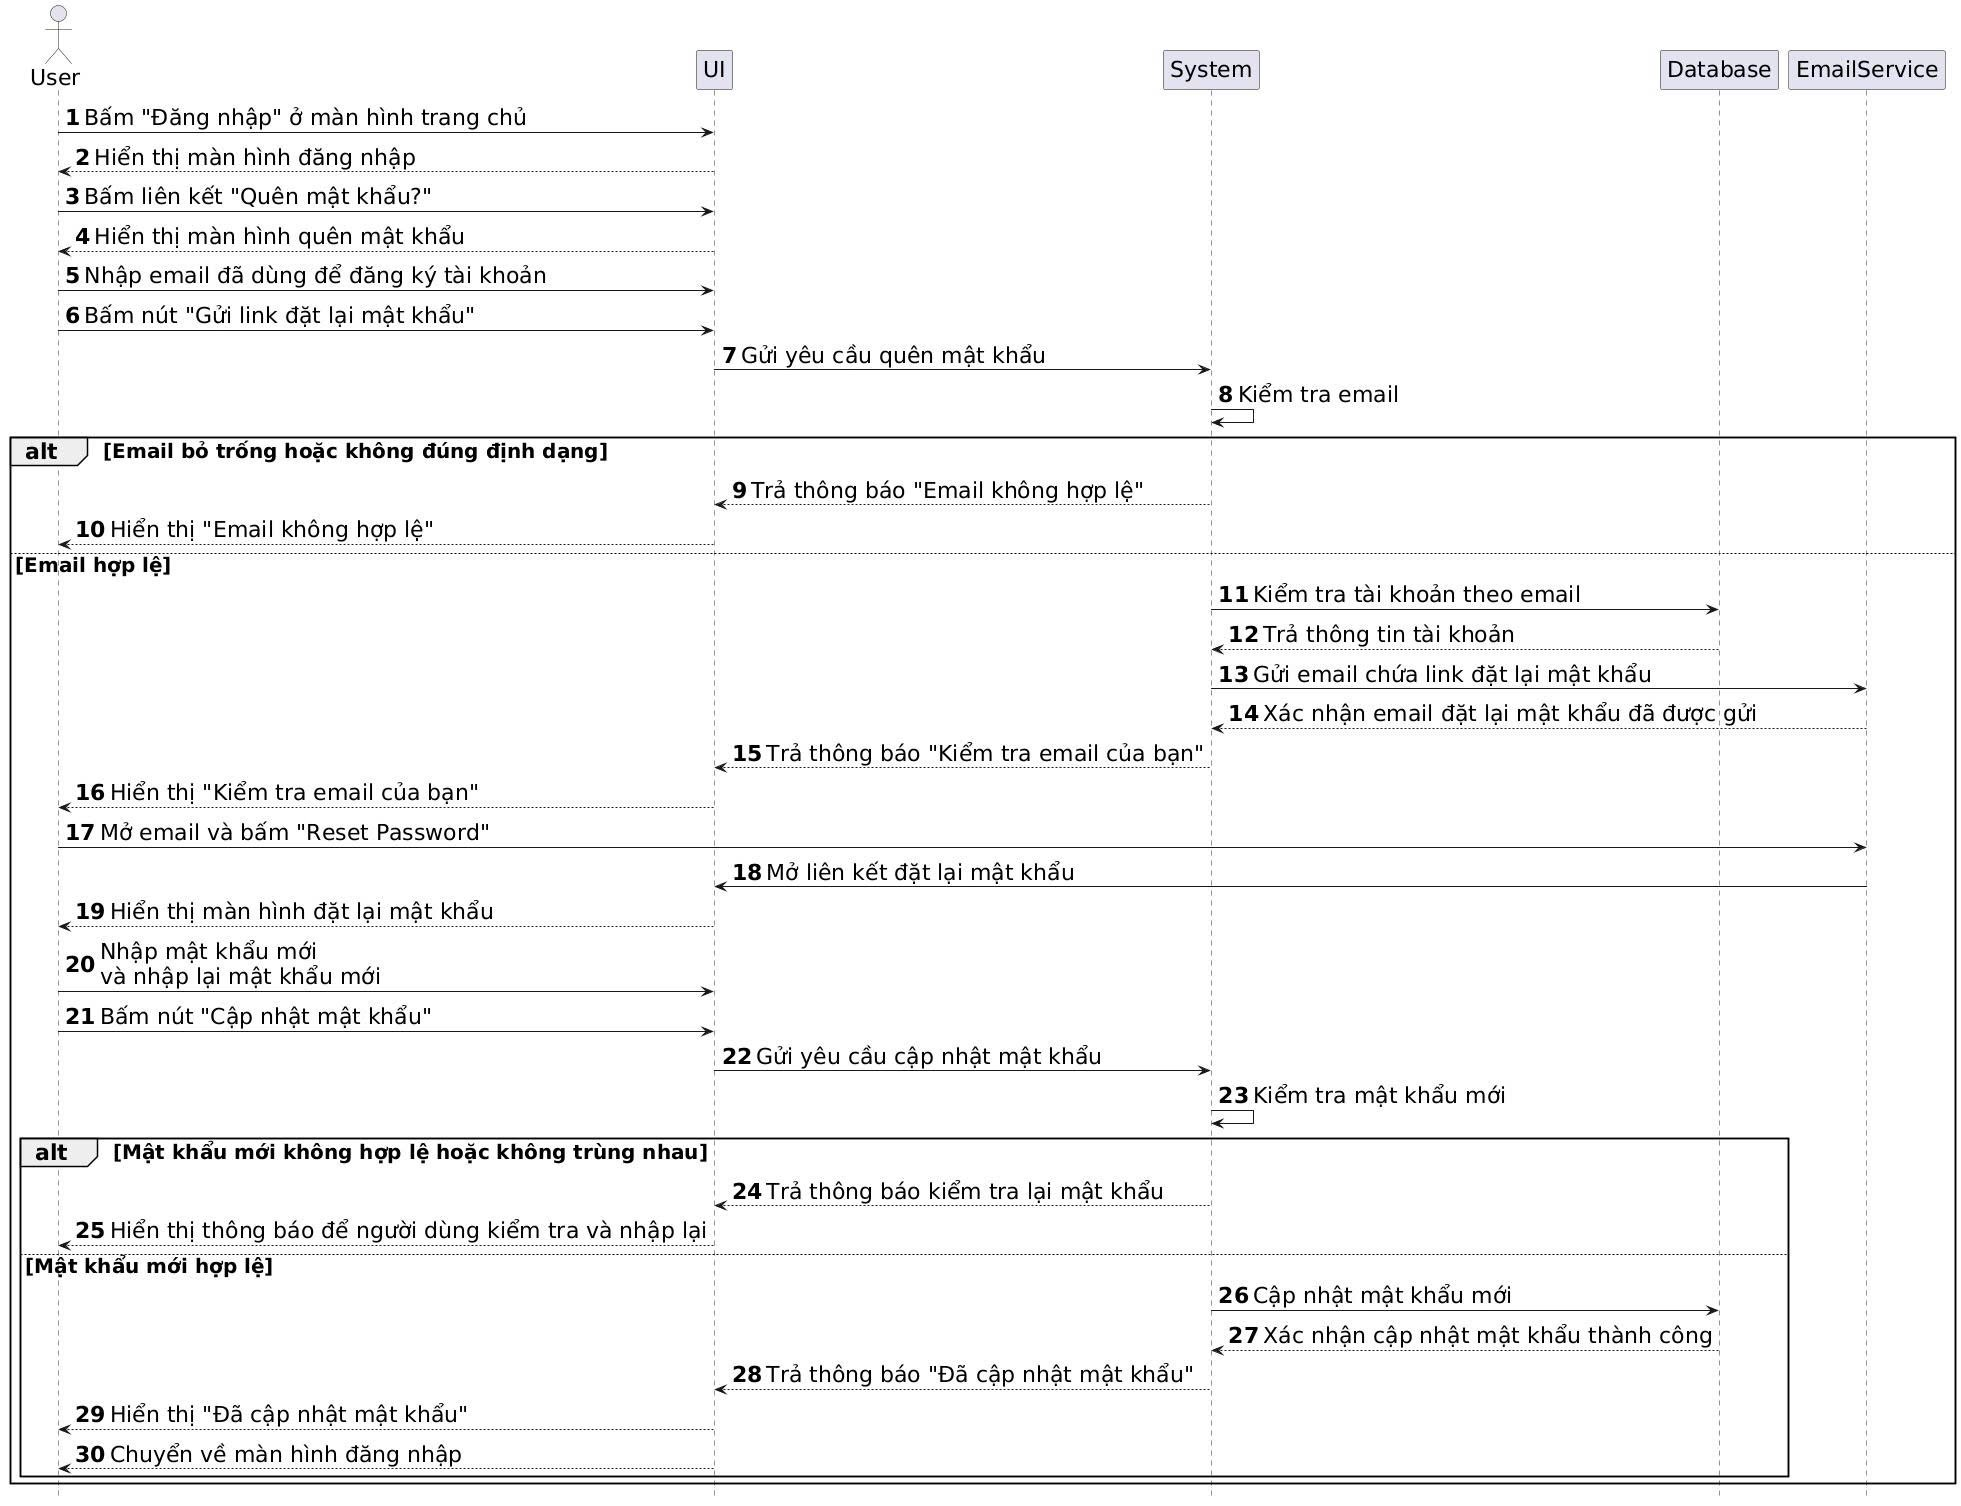 User
UI
System
Database
EmailService
1 Bấm "Đăng nhập" ở màn hình trang chủ
2 Hiển thị màn hình đăng nhập
3 Bấm liên kết "Quên mật khẩu?"
4 Hiển thị màn hình quên mật khẩu
5 Nhập email đã dùng để đăng ký tài khoản
6 Bấm nút "Gửi link đặt lại mật khẩu"
7 Gửi yêu cầu quên mật khẩu
8 Kiểm tra email
alt [Email bỏ trống hoặc không đúng định dạng]
9 Trả thông báo "Email không hợp lệ"
10 Hiển thị "Email không hợp lệ"
[Email hợp lệ]
11 Kiểm tra tài khoản theo email
12 Trả thông tin tài khoản
13 Gửi email chứa link đặt lại mật khẩu
14 Xác nhận email đặt lại mật khẩu đã được gửi
15 Trả thông báo "Kiểm tra email của bạn"
16 Hiển thị "Kiểm tra email của bạn"
17 Mở email và bấm "Reset Password"
18 Mở liên kết đặt lại mật khẩu
19 Hiển thị màn hình đặt lại mật khẩu
20 Nhập mật khẩu mới
và nhập lại mật khẩu mới
21 Bấm nút "Cập nhật mật khẩu"
22 Gửi yêu cầu cập nhật mật khẩu
23 Kiểm tra mật khẩu mới
alt [Mật khẩu mới không hợp lệ hoặc không trùng nhau]
24 Trả thông báo kiểm tra lại mật khẩu
25 Hiển thị thông báo để người dùng kiểm tra và nhập lại
[Mật khẩu mới hợp lệ]
26 Cập nhật mật khẩu mới
27 Xác nhận cập nhật mật khẩu thành công
28 Trả thông báo "Đã cập nhật mật khẩu"
29 Hiển thị "Đã cập nhật mật khẩu"
30 Chuyển về màn hình đăng nhập